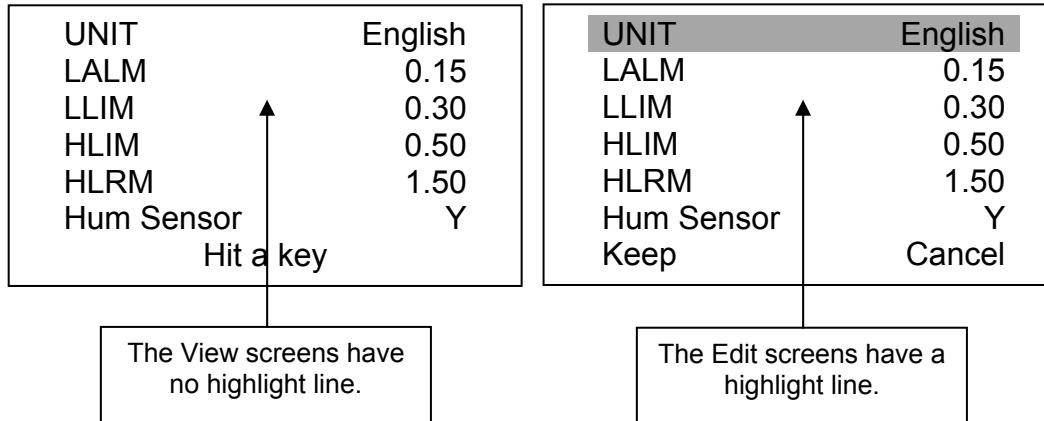 UNIT English
LALM 0.15
LLIM 0.30
HLIM 0.50
HLRM 1.50
Hum Sensor Y
Hit a key
The View screens have
no highlight line.
UNIT English
LALM 0.15
LLIM 0.30
HLIM 0.50
HLRM 1.50
Hum Sensor Y
Keep Cancel
The Edit screens have a
highlight line.